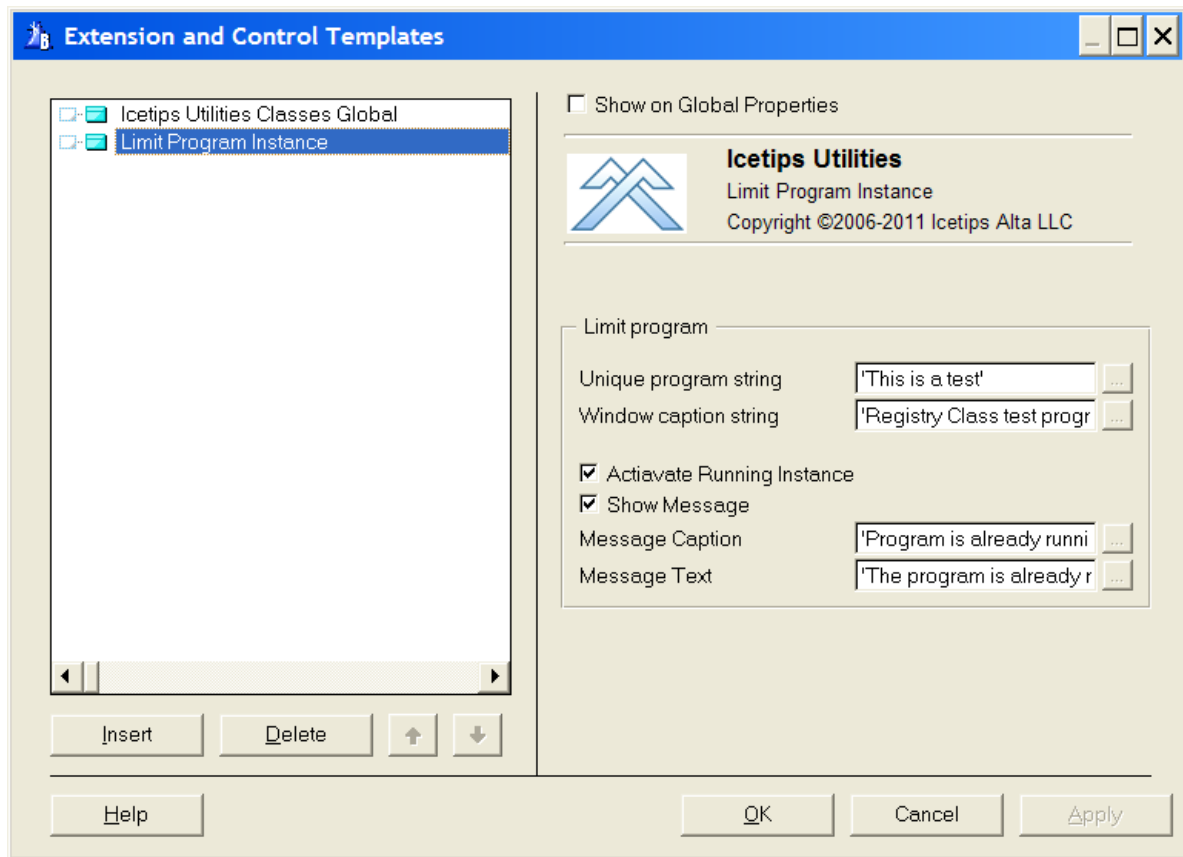 Extension and Control Templates
Icetips Utilities Classes Global
Limit Program Instance
Show on Global Properties
Icetips Utilities
Limit Program Instance
Copyright ©2006-2011 Icetips Alta LLC
Limit program
Unique program string 'This is a test' ...
Window caption string 'Registry Class test progr ...
Actiavate Running Instance
Show Message
Message Caption 'Program is already runni ...
Message Text 'The program is already r ...
Insert Delete
Help OK Cancel Apply